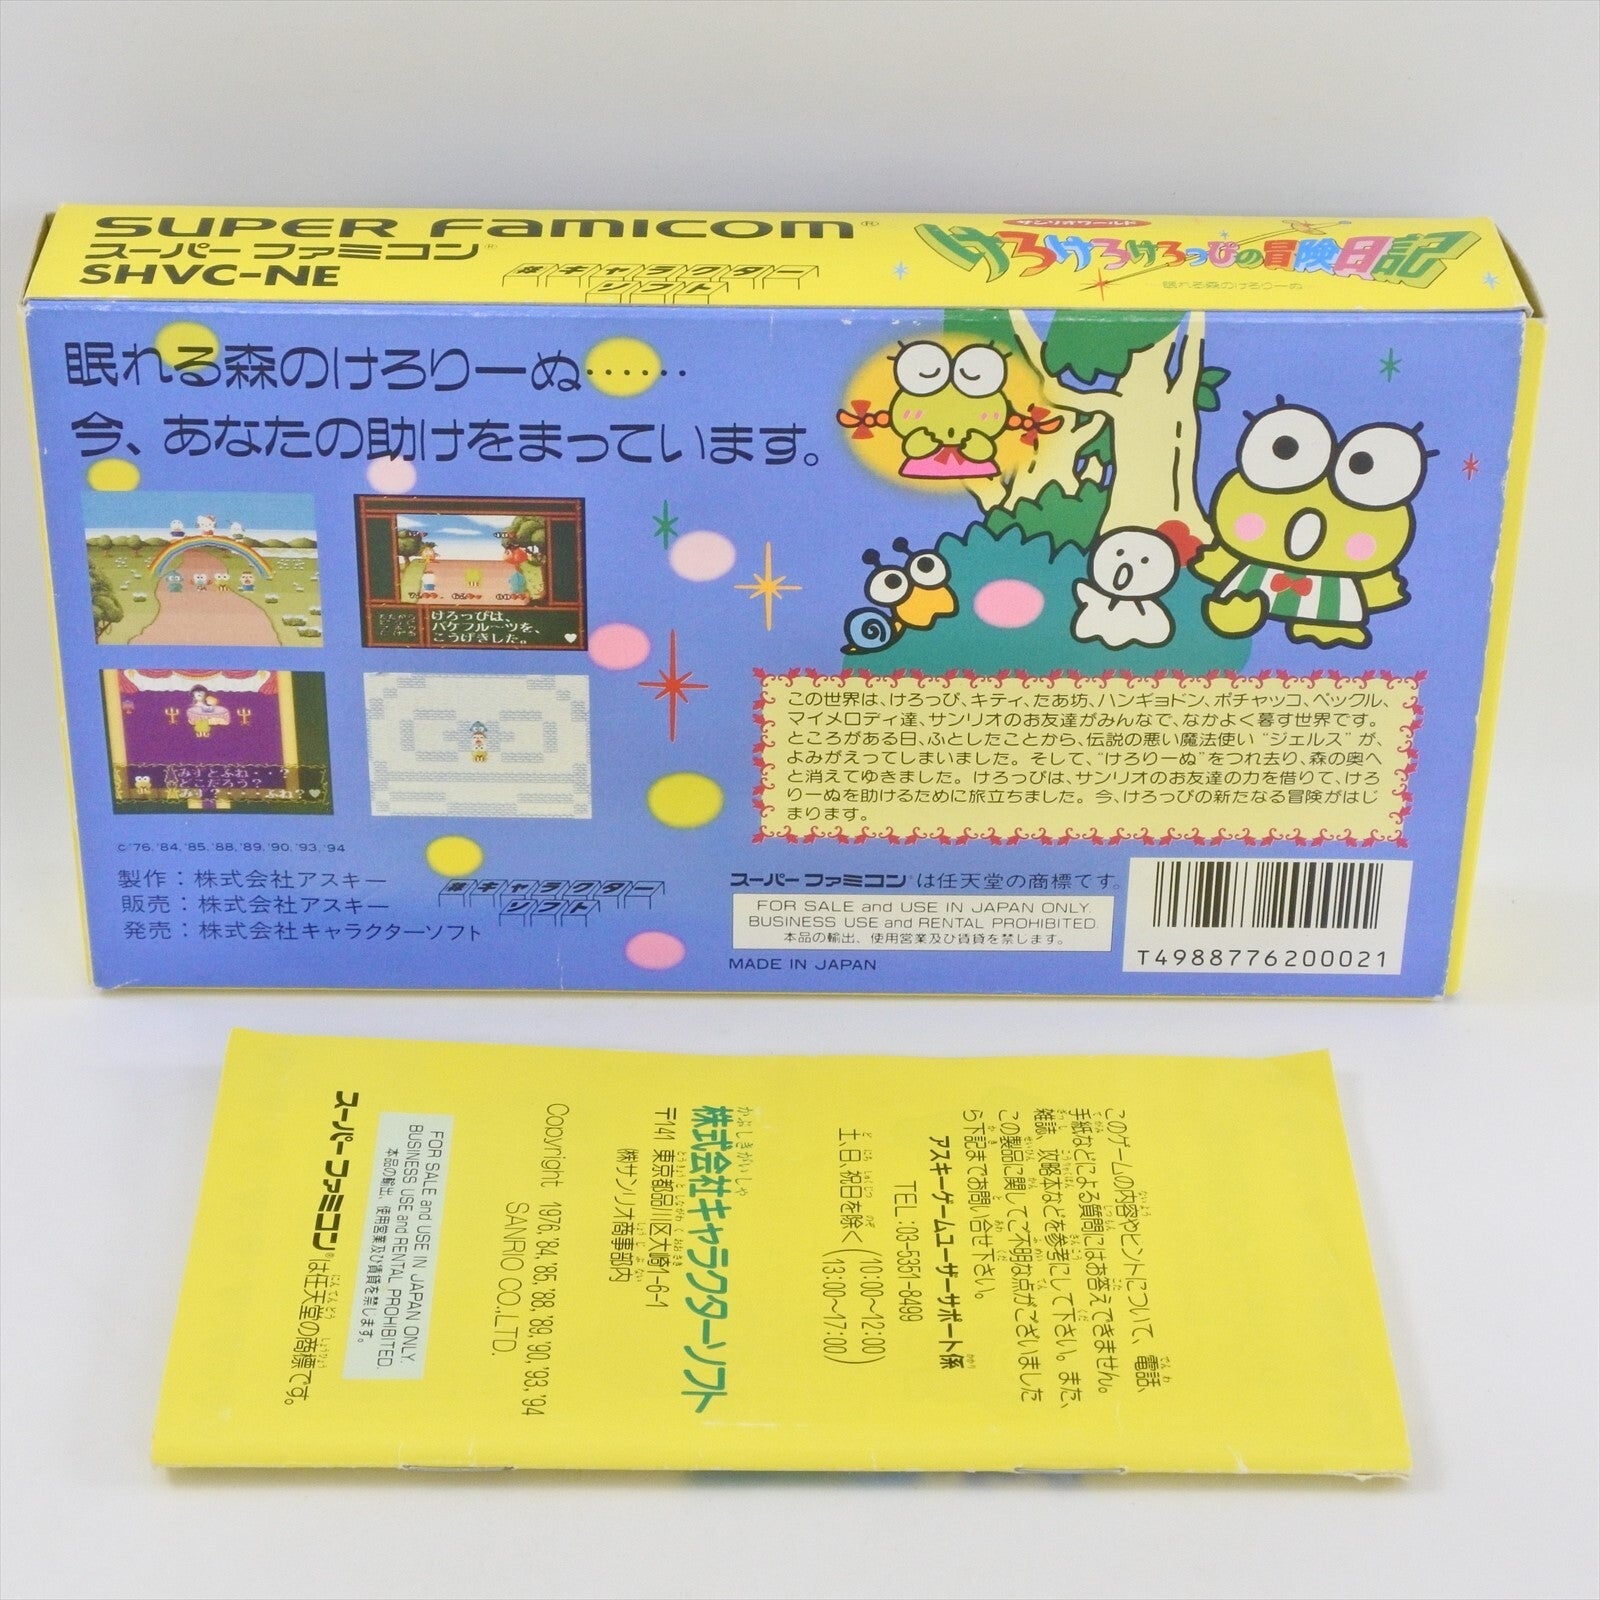 SUPER FAMICOM®
スーパーファミコン®
SHVC-NE
㈱キャラクター
ソフト
サンリオワールド
けろけろけろっぴの冒険日記
眠れる森のけろりーぬ
眠れる森のけろりーぬ……
今、あなたの助けをまっています。
けろっぴは、
バケフル〜ツを、
こうげきした。
みずとふね・・?
どこだろう?
みず?・・・ふね?
この世界は、けろっぴ、キティ、たあ坊、ハンギョドン、ポチャッコ、ペックル、
マイメロディ達、サンリオのお友達がみんなで、なかよく暮す世界です。
ところがある日、ふとしたことから、伝説の悪い魔法使い“ジェルス”が、
よみがえってしまいました。そして、“けろりーぬ”をつれ去り、森の奥へ
と消えてゆきました。けろっぴは、サンリオのお友達の力を借りて、けろ
りーぬを助けるために旅立ちました。今、けろっぴの新たなる冒険がはじ
まります。
C'76,'84,'85,'88,'89,'90,'93,'94
製作:株式会社アスキー
販売:株式会社アスキー
発売:株式会社キャラクターソフト
㈱キャラクター
ソフト
スーパーファミコン®は任天堂の商標です。
FOR SALE and USE IN JAPAN ONLY.
BUSINESS USE and RENTAL PROHIBITED.
本品の輸出、使用営業及び賃貸を禁じます。
MADE IN JAPAN
T4988776200021
このゲームの内容やヒントについて、電話、
手紙などによる質問にはお答えできません。
雑誌、攻略本などを参考にして下さい。また、
この製品に関してご不明な点がございました
ら下記までお問い合せ下さい。
アスキーゲームユーザーサポート係
TEL:03-5351-8499
(10:00〜12:00)
(13:00〜17:00)
土、日、祝日を除く
かぶしきがいしゃ
株式会社キャラクターソフト
〒141 東京都品川区大崎1-6-1
㈱サンリオ商事部内
Copyright 1976,'84,'85,'88,'89,'90,'93,'94
SANRIO CO.,LTD.
FOR SALE and USE IN JAPAN ONLY.
BUSINESS USE and RENTAL PROHIBITED.
本品の輸出、使用営業及び賃貸を禁じます。
スーパーファミコン®は任天堂の商標です。